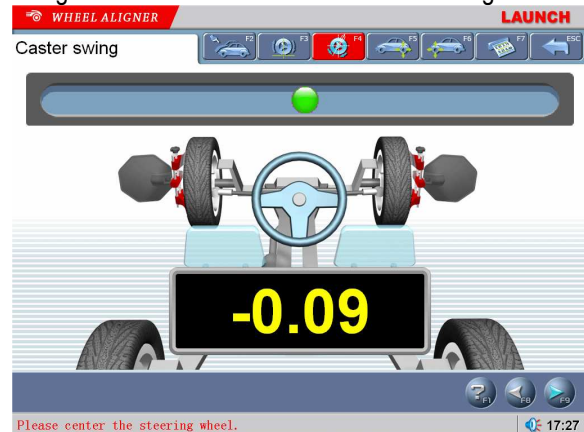 WHEEL ALIGNER LAUNCH
Caster swing F2 F3 F4 F5 F6 F7 ESC
-0.09
? F1 F8 F9
Please center the steering wheel. 17:27